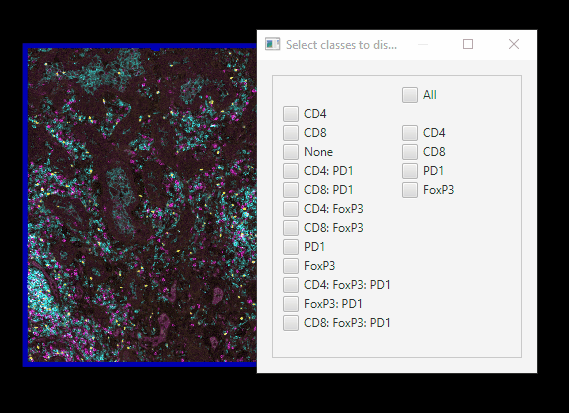 Select classes to dis...
All
CD4
CD8
CD4
None
CD8
CD4: PD1
PD1
CD8: PD1
FoxP3
CD4: FoxP3
CD8: FoxP3
PD1
FoxP3
CD4: FoxP3: PD1
FoxP3: PD1
CD8: FoxP3: PD1